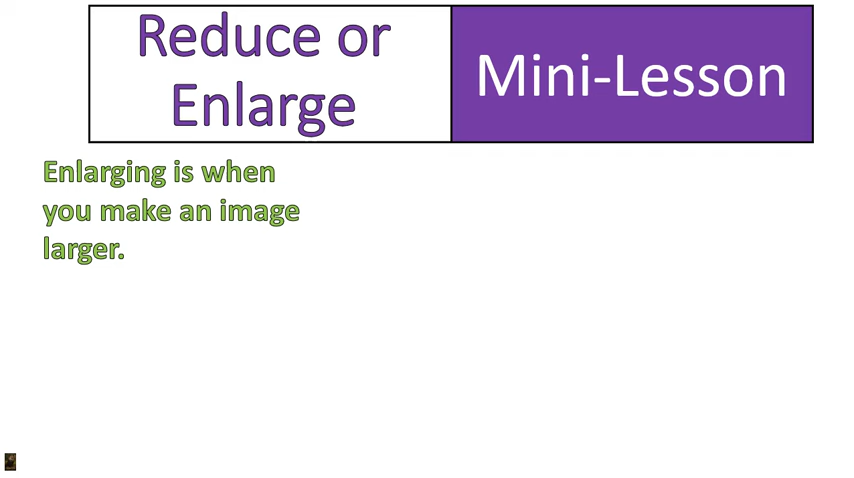 Reduce or
Enlarge
Mini-Lesson
Enlarging is when
you make an image
larger.